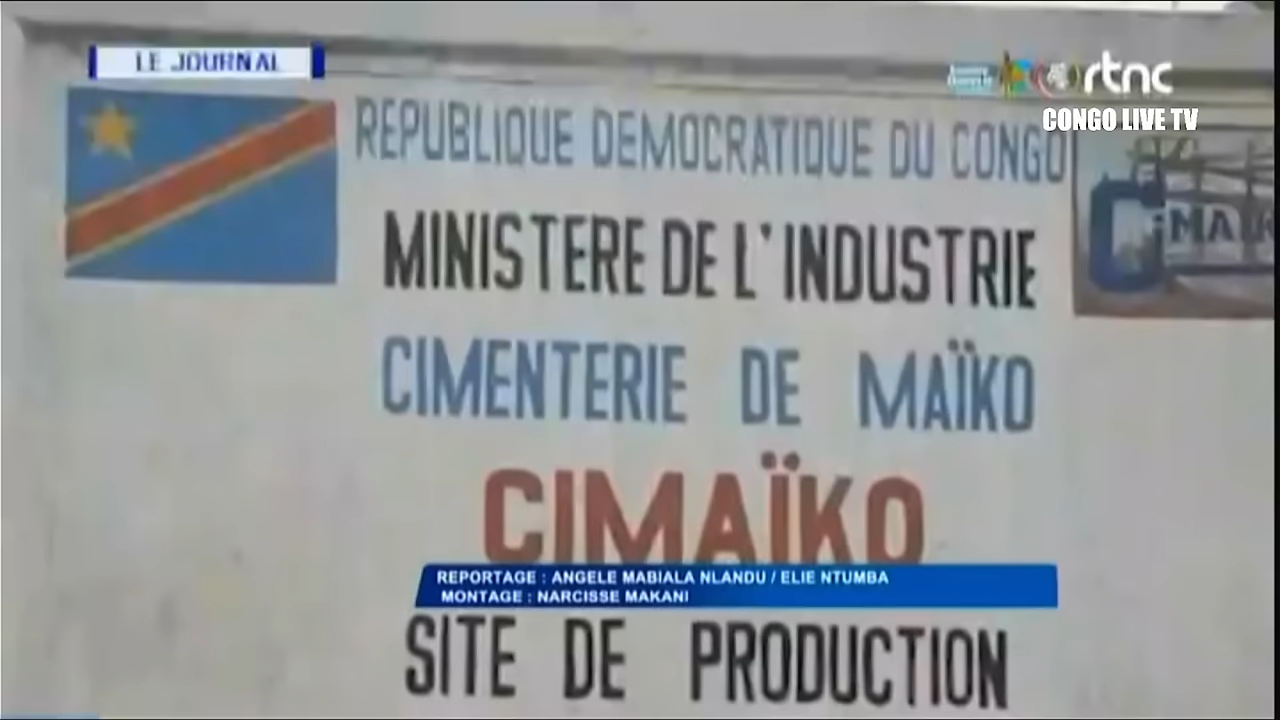 LE JOURNAL
rtnc
CONGO LIVE TV
REPUBLIQUE DEMOCRATIQUE DU CONGO
MINISTERE DE L'INDUSTRIE
CIMENTERIE DE MAÏKO
CIMAÏKO
REPORTAGE : ANGELE MABIALA NLANDU / ELIE NTUMBA
MONTAGE : NARCISSE MAKANI
SITE DE PRODUCTION